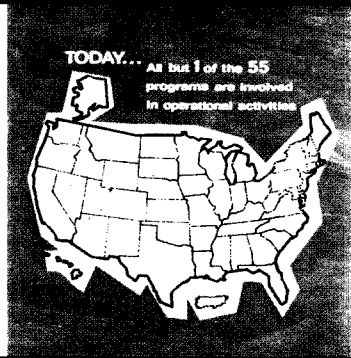 TODAY... All but 1 of the 55
programs are involved
in operational activities